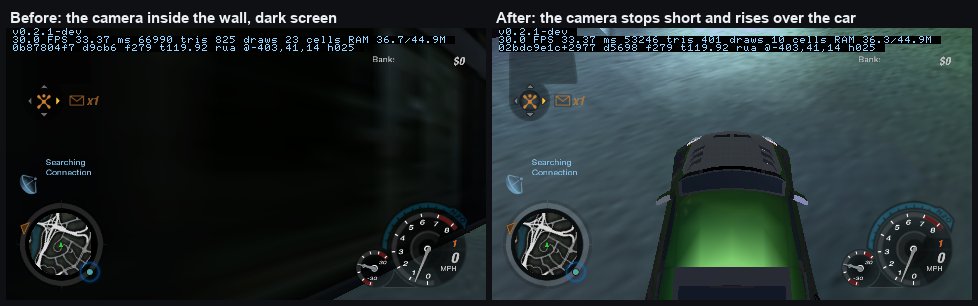 Before: the camera inside the wall, dark screen
v0.2.1-dev
30.0 FPS 33.37 ms 66990 tris 825 draws 23 cells RAM 36.7/44.9M
0b87804f7 d9cb6 f279 t119.92 rua @-403,41,14 h025
Bank:
$0
x1
Searching
Connection
1
0
MPH
After: the camera stops short and rises over the car
v0.2.1-dev
30.0 FPS 33.37 ms 53246 tris 401 draws 10 cells RAM 36.3/44.9M
02bdc9e1c+2977 d5698 f279 t119.92 rua @-403,41,14 h025
Bank:
$0
x1
Searching
Connection
1
0
MPH